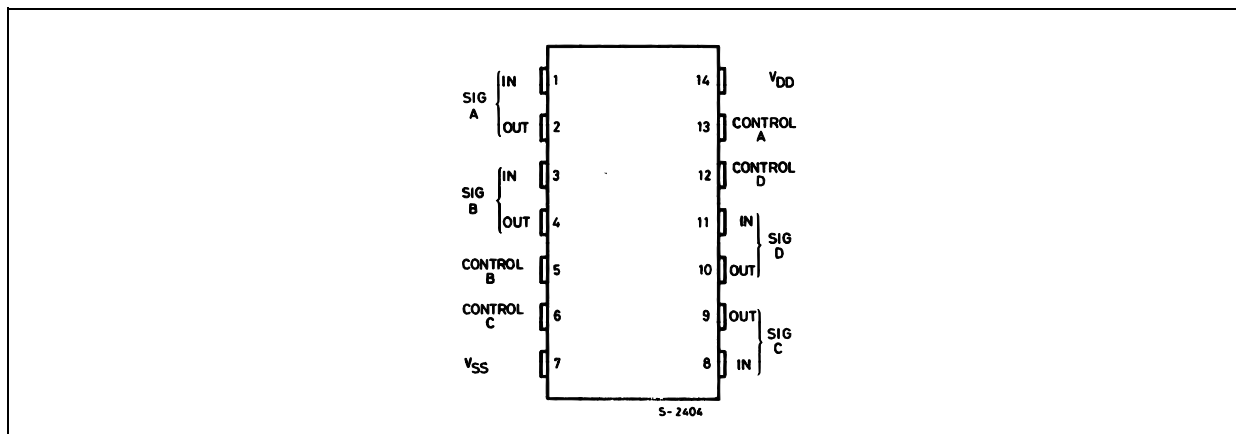 SIG A
IN
OUT
1
2
SIG B
IN
OUT
3
4
CONTROL B
5
CONTROL C
6
VSS
7
14
VDD
13
CONTROL A
12
CONTROL D
11
IN
10
OUT
SIG D
9
OUT
8
IN
SIG C
S-2404